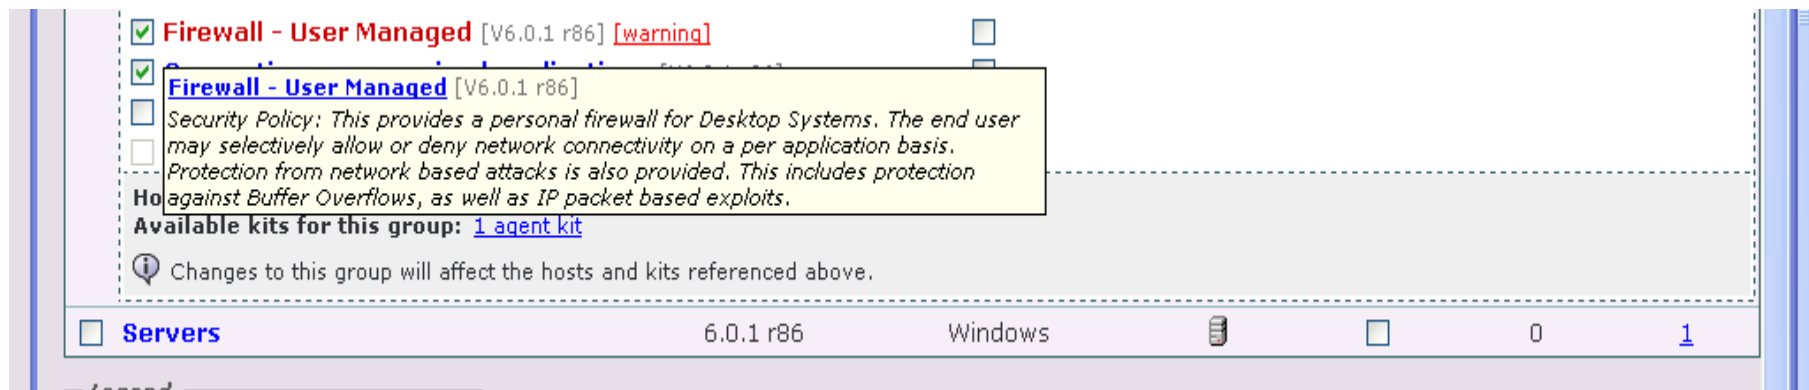 Firewall - User Managed [V6.0.1 r86] [warning]
Firewall - User Managed [V6.0.1 r86]
Security Policy: This provides a personal firewall for Desktop Systems. The end user
may selectively allow or deny network connectivity on a per application basis.
Protection from network based attacks is also provided. This includes protection
against Buffer Overflows, as well as IP packet based exploits.
Ho
Available kits for this group: 1 agent kit
Changes to this group will affect the hosts and kits referenced above.
Servers 6.0.1 r86 Windows 0 1